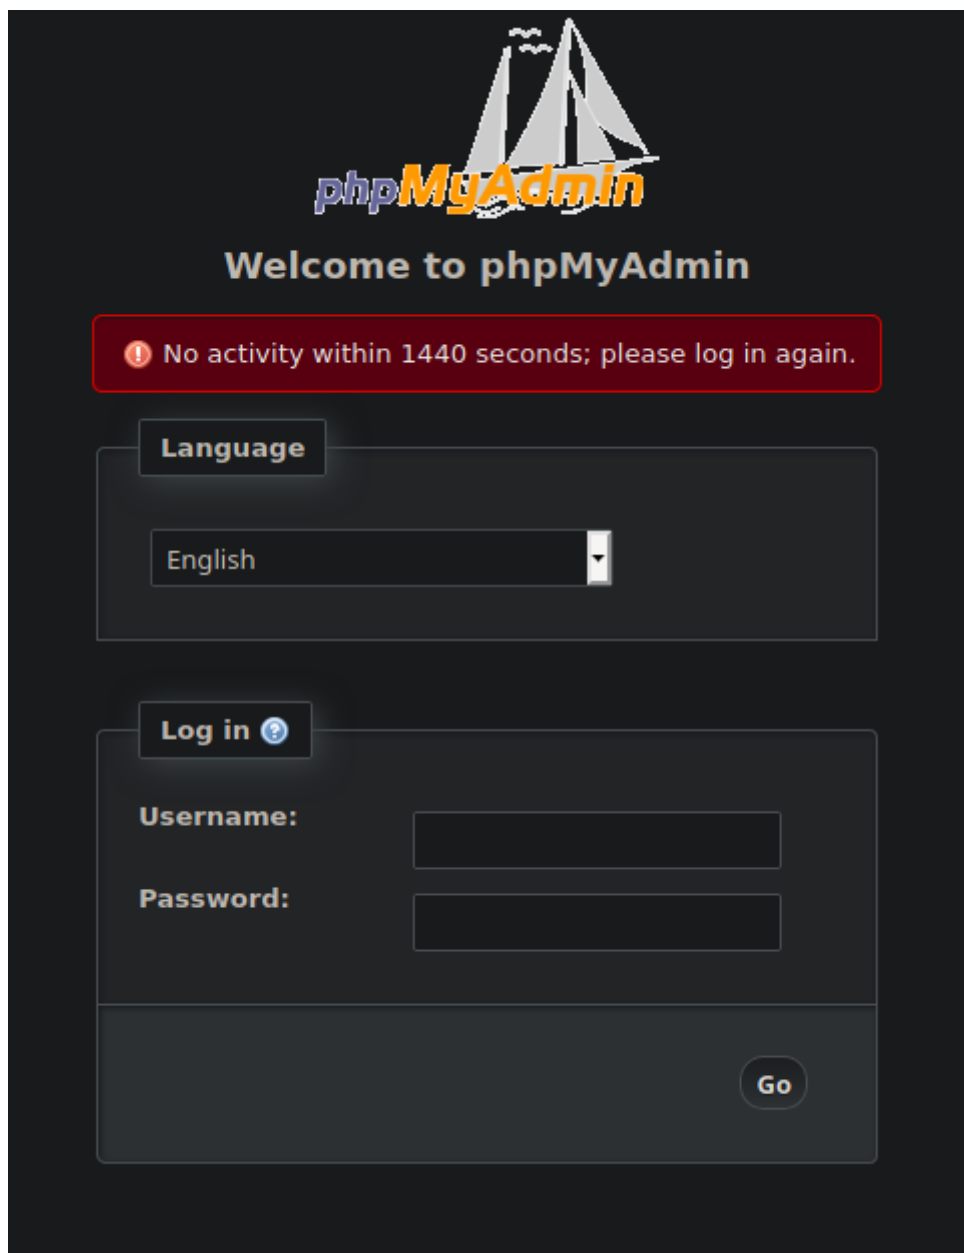 phpMyAdmin
Welcome to phpMyAdmin
No activity within 1440 seconds; please log in again.
Language
English
Log in
Username:
Password:
Go